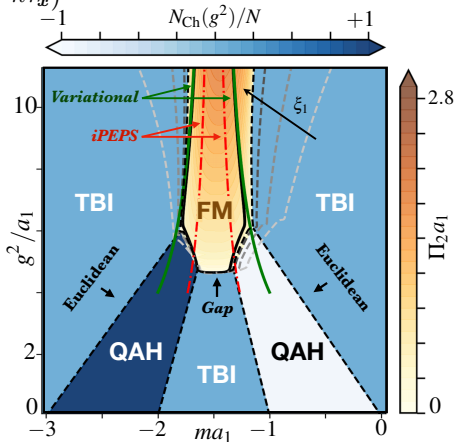 N_Ch(g²)/N
−1 +1
Variational
iPEPS
ξ₁
10
2.8
TBI FM TBI
g²/a₁
Π₂a₁
Euclidean Euclidean
Gap
2
QAH QAH
TBI
0 0
−3 −2 −1 0
ma₁